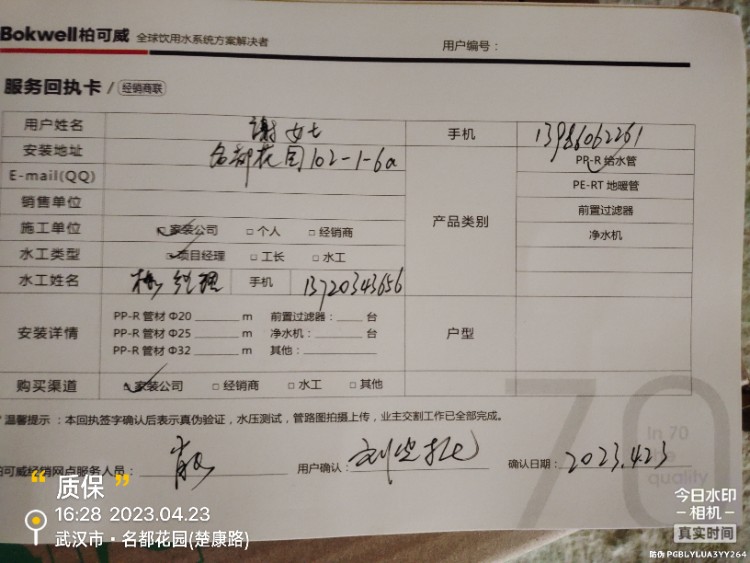 Bokwell柏可威 全球饮用水系统方案解决者
用户编号：
服务回执卡 / 经销商联
用户姓名 谢女士 手机 13986062261
安装地址 名都花园102-1-6a
产品类别
PP-R 给水管
E-mail(QQ)
PE-RT 地暖管
销售单位
前置过滤器
施工单位 家装公司 □ 个人 □ 经销商
净水机
水工类型 项目经理 □ 工长 □ 水工
水工姓名 梅经理 手机 13720343656
安装详情
PP-R 管材 Φ20 ______ m 前置过滤器：____ 台
PP-R 管材 Φ25 ______ m 净水机：____ 台
PP-R 管材 Φ32 ______ m 其他：______
户型
购买渠道 家装公司 □ 经销商 □ 水工 □ 其他
温馨提示：本回执签字确认后表示真伪验证，水压测试，管路图拍摄上传，业主交割工作已全部完成。
70
In 70
quality
柏可威经销网点服务人员：
用户确认：
确认日期：2023.4.23
“质保”
16:28 2023.04.23
武汉市·名都花园(楚康路)
今日水印
相机
真实时间
防伪 PGBLYLUA3YY264